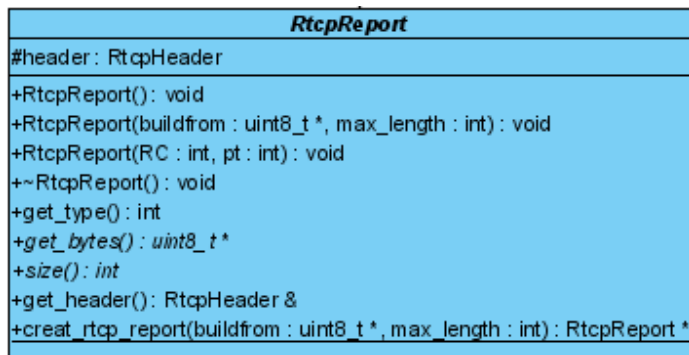 RtcpReport
#header : RtcpHeader
+RtcpReport() : void
+RtcpReport(buildfrom : uint8_t *, max_length : int) : void
+RtcpReport(RC : int, pt : int) : void
+~RtcpReport() : void
+get_type() : int
+get_bytes() : uint8_t *
+size() : int
+get_header() : RtcpHeader &
+creat_rtcp_report(buildfrom : uint8_t *, max_length : int) : RtcpReport *